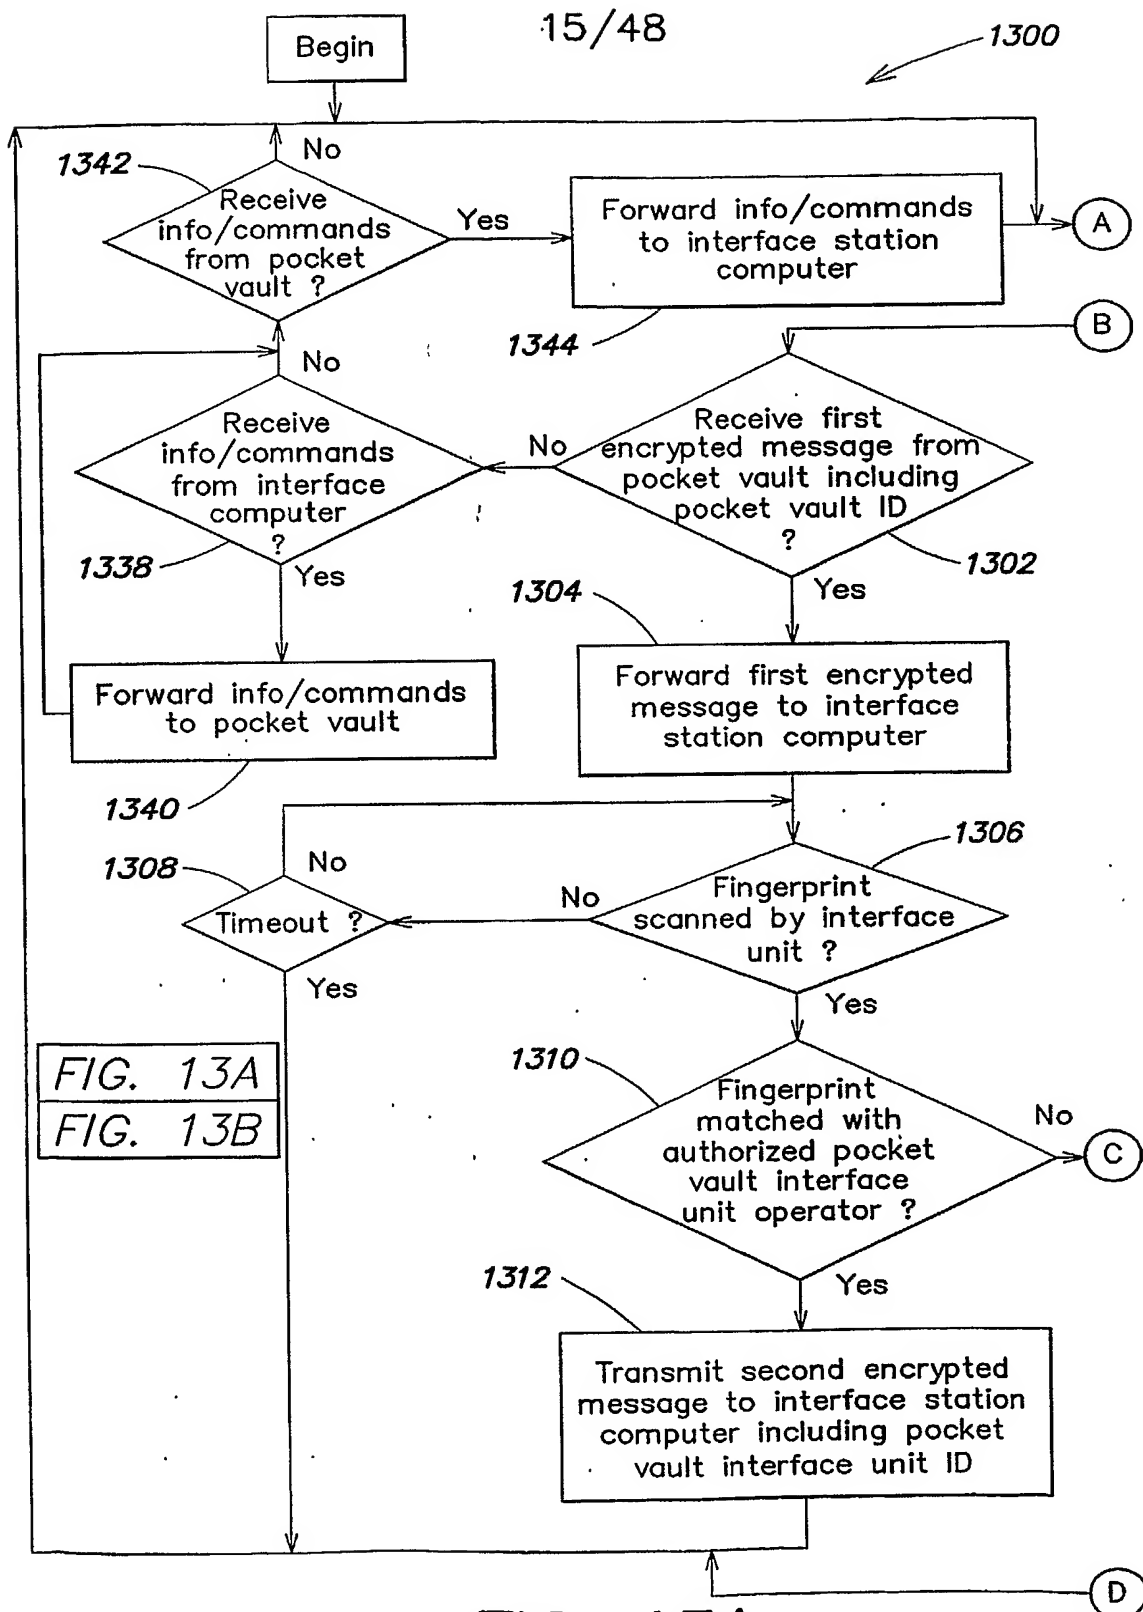 15/48
Begin
1300
No
1342
Receive
info/commands
from pocket
vault ?
Yes
Forward info/commands
to interface station
computer
A
1344
B
No
Receive
info/commands
from interface
computer
?
1338
No
Receive first
encrypted message from
pocket vault including
pocket vault ID
?
1302
Yes
1304
Yes
Forward info/commands
to pocket vault
1340
Forward first encrypted
message to interface
station computer
1306
1308
No
Timeout ?
No
Fingerprint
scanned by interface
unit ?
Yes
Yes
FIG. 13A
FIG. 13B
1310
Fingerprint
matched with
authorized pocket
vault interface
unit operator ?
No
C
1312
Yes
Transmit second encrypted
message to interface station
computer including pocket
vault interface unit ID
D